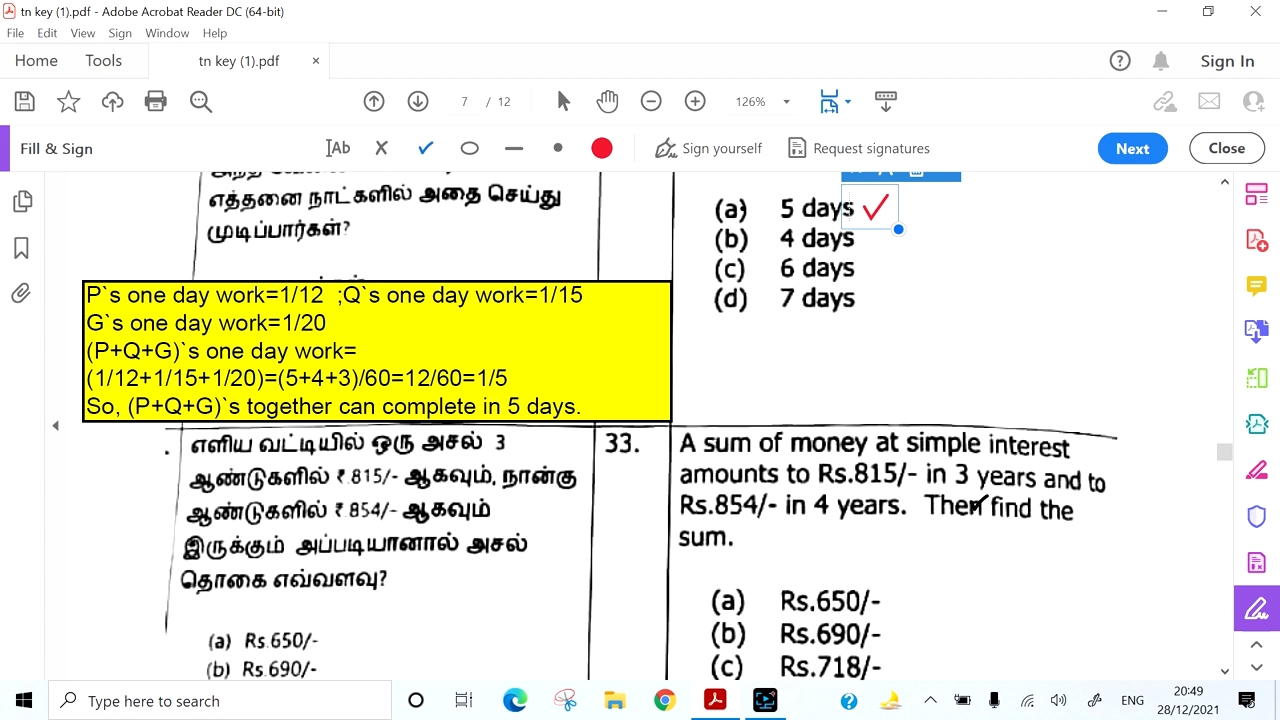 tn key (1).pdf - Adobe Acrobat Reader DC (64-bit)
File Edit View Sign Window Help
Home Tools tn key (1).pdf × Sign In
7 / 12 126%
Fill & Sign Ab Sign yourself Request signatures Next Close
எத்தனை நாட்களில் அதை செய்து
முடிப்பார்கள்?
(a) 5 days
(b) 4 days
(c) 6 days
(d) 7 days
P`s one day work=1/12 ;Q`s one day work=1/15
G`s one day work=1/20
(P+Q+G)`s one day work=
(1/12+1/15+1/20)=(5+4+3)/60=12/60=1/5
So, (P+Q+G)`s together can complete in 5 days.
. எளிய வட்டியில் ஒரு அசல் 3
ஆண்டுகளில் ₹.815/- ஆகவும், நான்கு
ஆண்டுகளில் ₹.854/- ஆகவும்
இருக்கும் அப்படியானால் அசல்
தொகை எவ்வளவு?
(a) Rs.650/-
(b) Rs.690/-
33. A sum of money at simple interest
amounts to Rs.815/- in 3 years and to
Rs.854/- in 4 years. Then find the
sum.
(a) Rs.650/-
(b) Rs.690/-
(c) Rs.718/-
Type here to search
ENG
20:49
28/12/2021